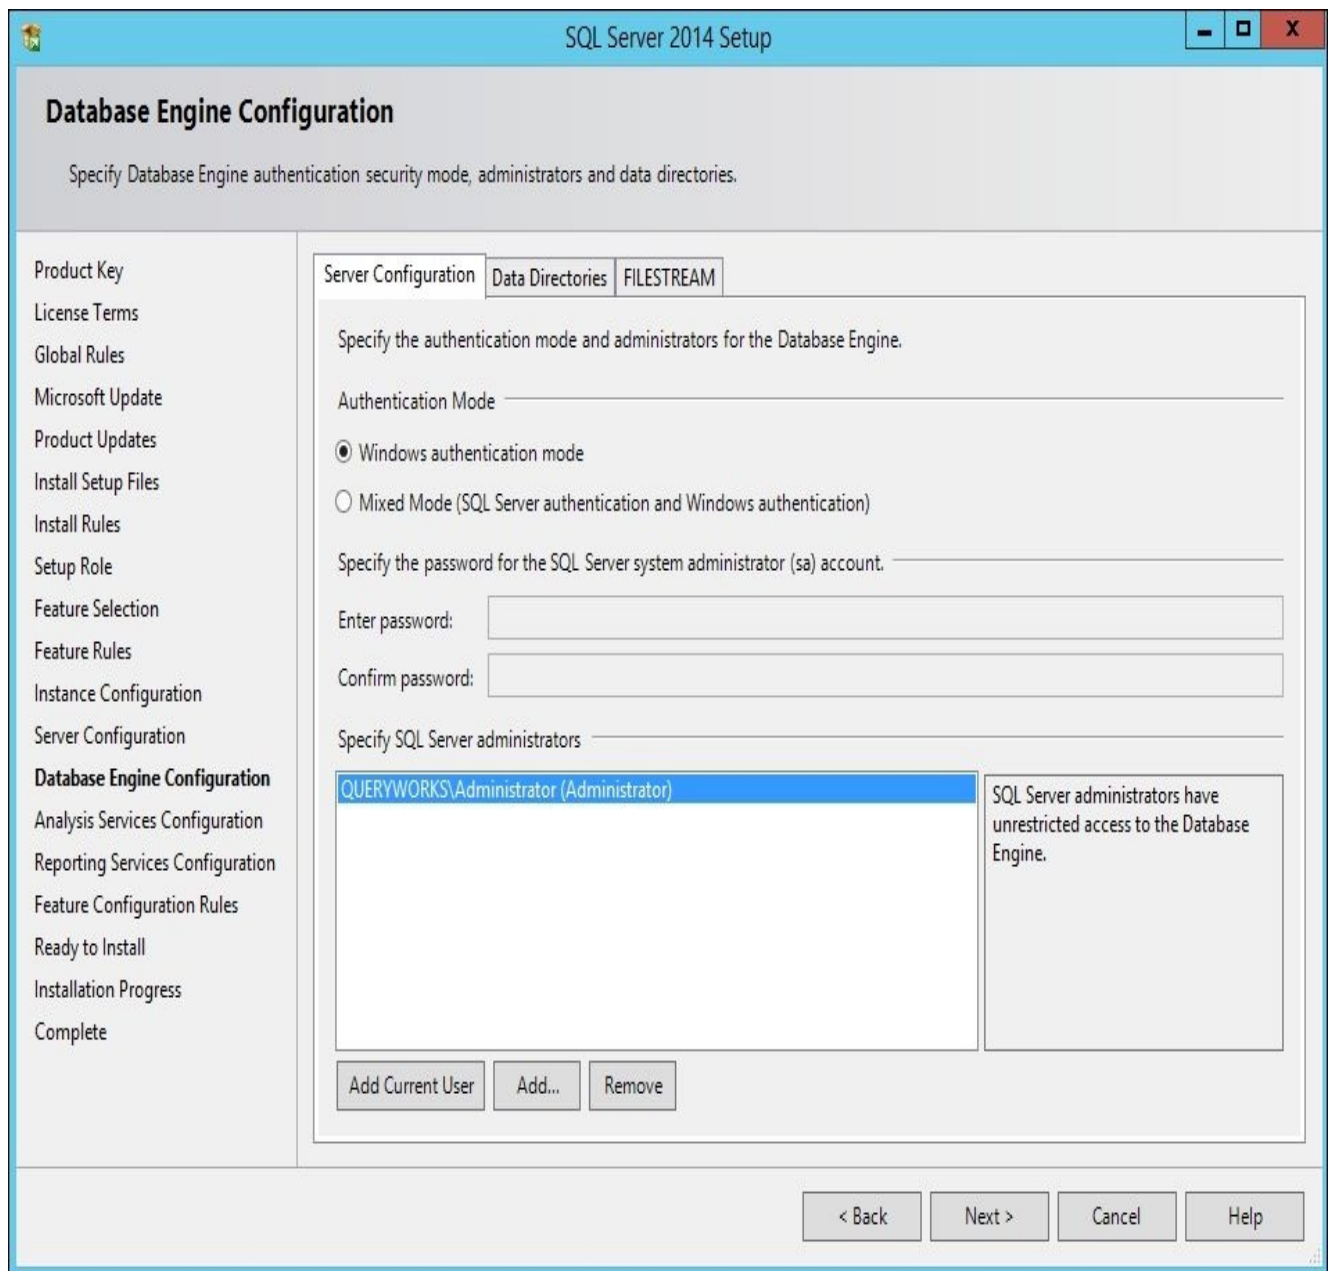 SQL Server 2014 Setup
Database Engine Configuration
Specify Database Engine authentication security mode, administrators and data directories.
Product Key
License Terms
Global Rules
Microsoft Update
Product Updates
Install Setup Files
Install Rules
Setup Role
Feature Selection
Feature Rules
Instance Configuration
Server Configuration
Database Engine Configuration
Analysis Services Configuration
Reporting Services Configuration
Feature Configuration Rules
Ready to Install
Installation Progress
Complete
Server Configuration
Data Directories
FILESTREAM
Specify the authentication mode and administrators for the Database Engine.
Authentication Mode
Windows authentication mode
Mixed Mode (SQL Server authentication and Windows authentication)
Specify the password for the SQL Server system administrator (sa) account.
Enter password:
Confirm password:
Specify SQL Server administrators
QUERYWORKS\Administrator (Administrator)
SQL Server administrators have
unrestricted access to the Database
Engine.
Add Current User
Add...
Remove
< Back
Next >
Cancel
Help